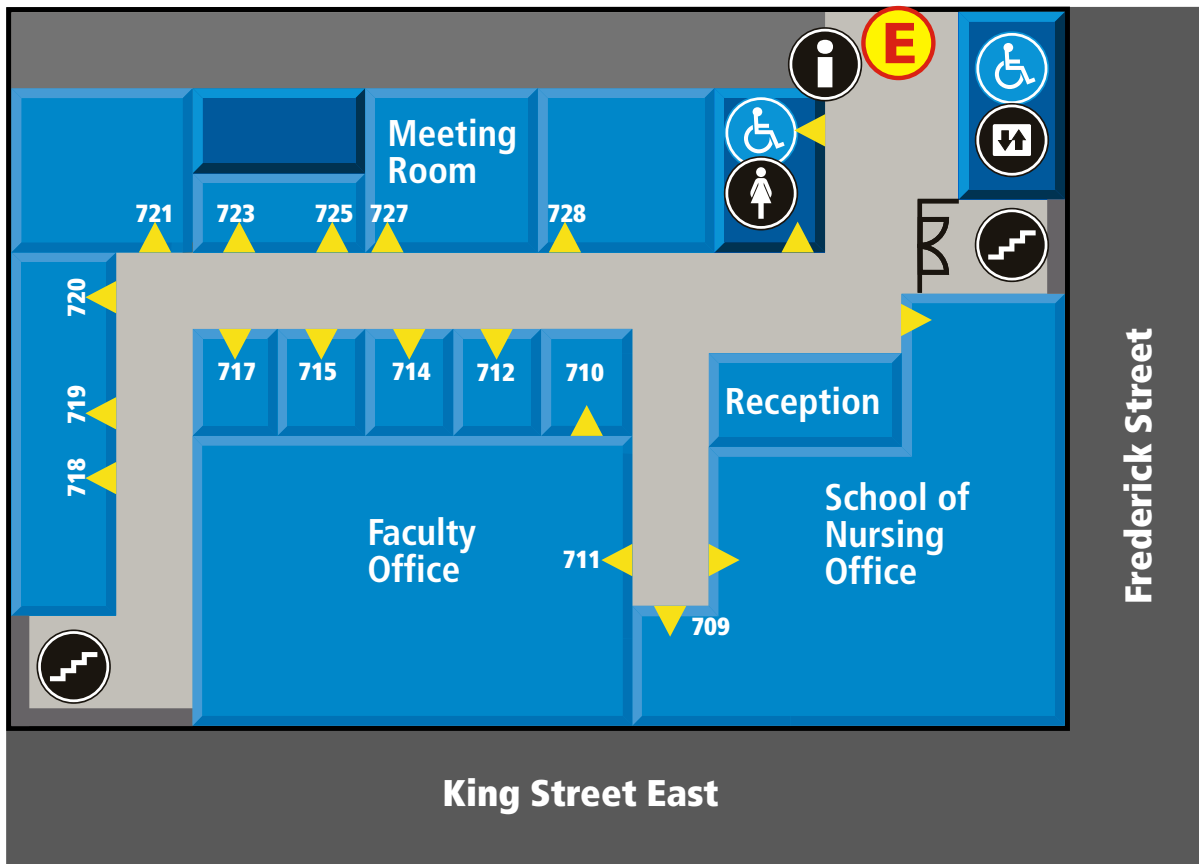 E
Meeting
Room
721
723
725
727
728
720
717
715
714
712
710
719
Reception
718
School of
Nursing
Office
Faculty
Office
711
709
Frederick Street
King Street East